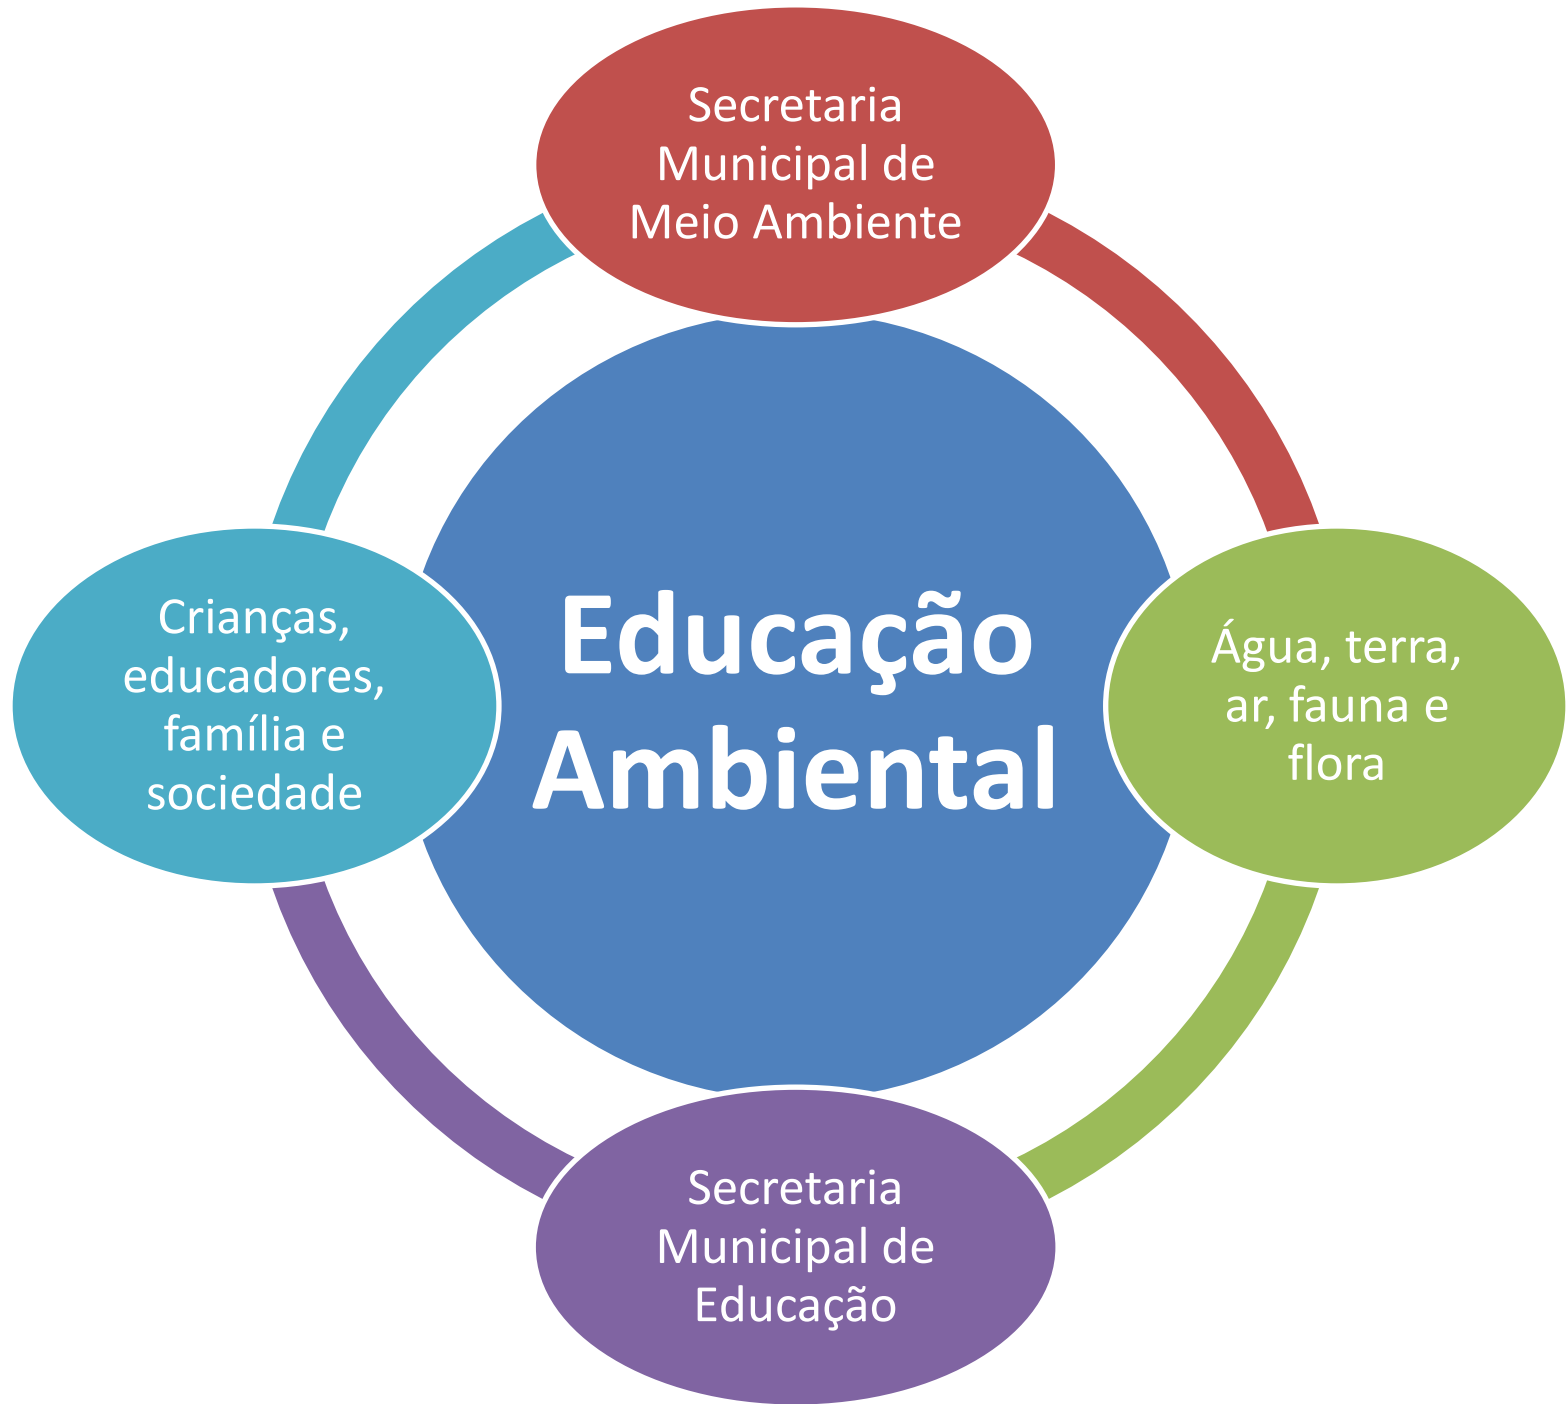 Secretaria
Municipal de
Meio Ambiente
Crianças,
educadores,
família e
sociedade
Educação
Ambiental
Água, terra,
ar, fauna e
flora
Secretaria
Municipal de
Educação